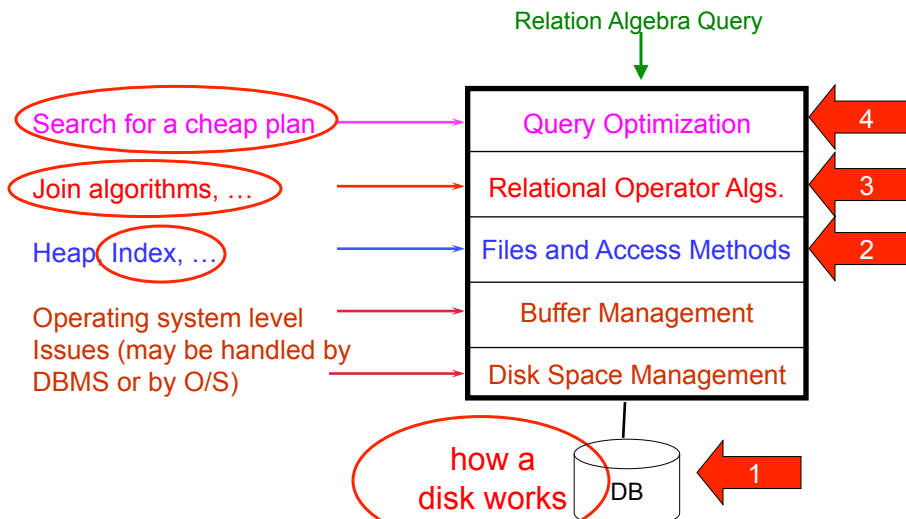 Relation Algebra Query
Search for a cheap plan
Query Optimization
4
Join algorithms, …
Relational Operator Algs.
3
Heap, Index, …
Files and Access Methods
2
Operating system level
Issues (may be handled by
DBMS or by O/S)
Buffer Management
Disk Space Management
how a
disk works
DB
1